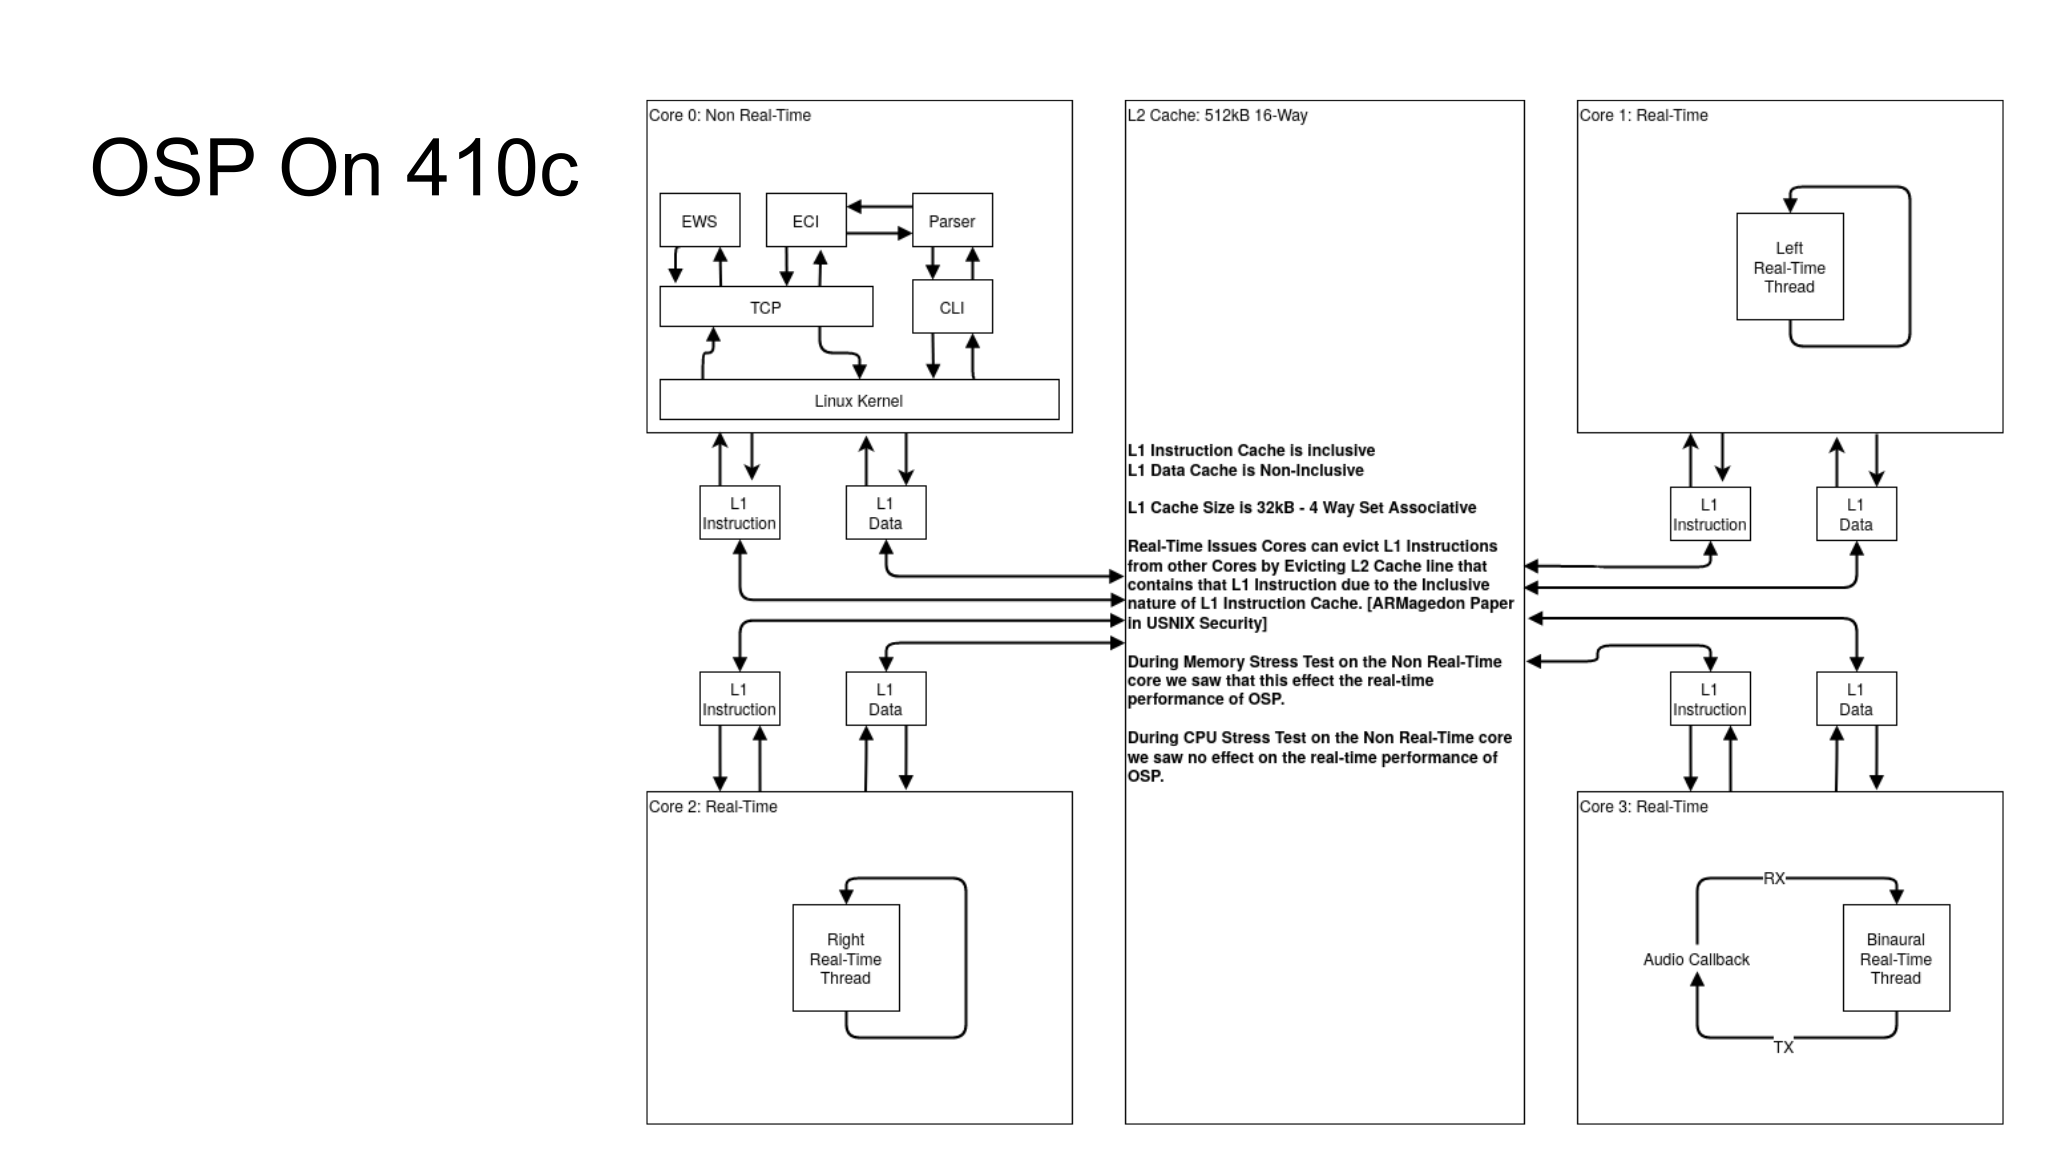 OSP On 410c
Core 0: Non Real-Time
EWS
ECI
Parser
TCP
CLI
Linux Kernel
L1
Instruction
L1
Data
L2 Cache: 512kB 16-Way
L1 Instruction Cache is inclusive
L1 Data Cache is Non-Inclusive
L1 Cache Size is 32kB - 4 Way Set Associative
Real-Time Issues Cores can evict L1 Instructions
from other Cores by Evicting L2 Cache line that
contains that L1 Instruction due to the Inclusive
nature of L1 Instruction Cache. [ARMagedon Paper
in USNIX Security]
During Memory Stress Test on the Non Real-Time
core we saw that this effect the real-time
performance of OSP.
During CPU Stress Test on the Non Real-Time core
we saw no effect on the real-time performance of
OSP.
Core 1: Real-Time
Left
Real-Time
Thread
L1
Instruction
L1
Data
L1
Instruction
L1
Data
Core 2: Real-Time
Right
Real-Time
Thread
L1
Instruction
L1
Data
Core 3: Real-Time
RX
Audio Callback
Binaural
Real-Time
Thread
TX